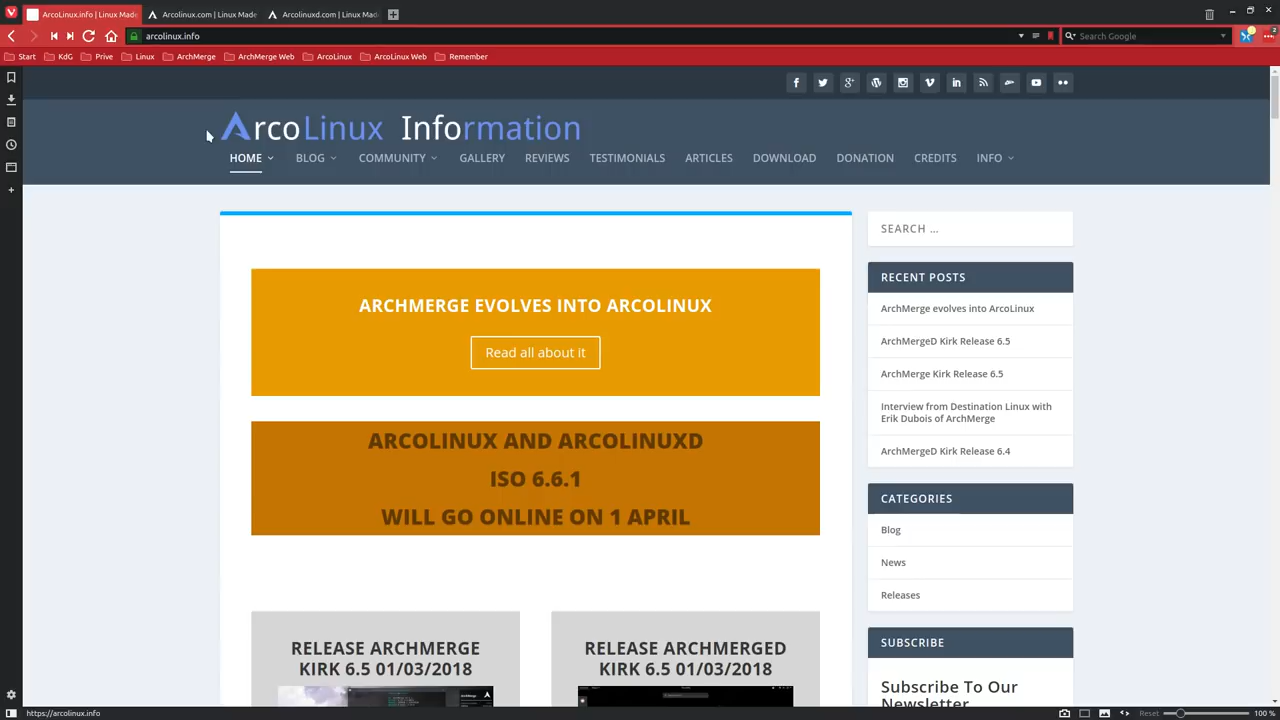 ArcoLinux.info | Linux Made
Arcolinux.com | Linux Made
Arcolinuxd.com | Linux Mad
arcolinux.info
Search Google
2
Start
KdG
Prive
Linux
ArchMerge
ArchMerge Web
ArcoLinux
ArcoLinux Web
Remember
ArcoLinux Information
HOME
BLOG
COMMUNITY
GALLERY
REVIEWS
TESTIMONIALS
ARTICLES
DOWNLOAD
DONATION
CREDITS
INFO
ARCHMERGE EVOLVES INTO ARCOLINUX
Read all about it
ARCOLINUX AND ARCOLINUXD
ISO 6.6.1
WILL GO ONLINE ON 1 APRIL
RELEASE ARCHMERGE
KIRK 6.5 01/03/2018
RELEASE ARCHMERGED
KIRK 6.5 01/03/2018
SEARCH ...
RECENT POSTS
ArchMerge evolves into ArcoLinux
ArchMergeD Kirk Release 6.5
ArchMerge Kirk Release 6.5
Interview from Destination Linux with
Erik Dubois of ArchMerge
ArchMergeD Kirk Release 6.4
CATEGORIES
Blog
News
Releases
SUBSCRIBE
Subscribe To Our
Newsletter
https://arcolinux.info
Reset
100 %